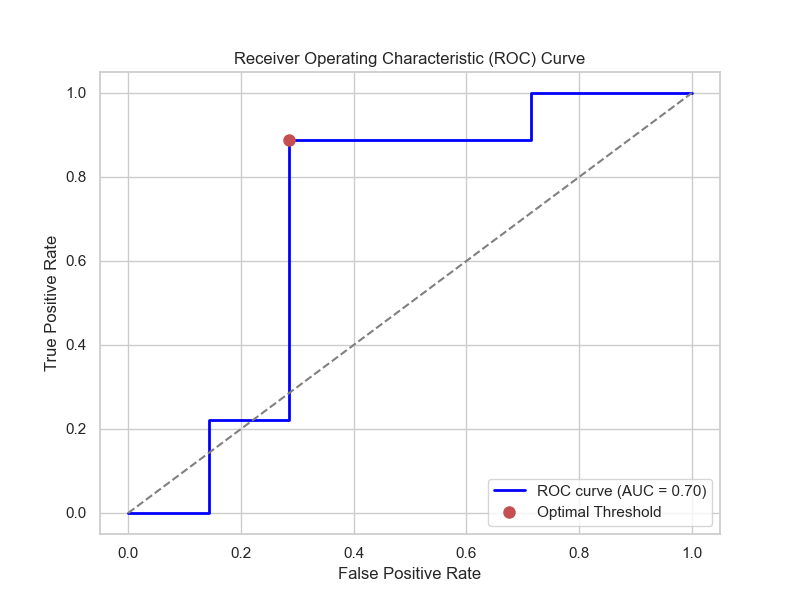 Receiver Operating Characteristic (ROC) Curve
True Positive Rate
1.0
0.8
0.6
0.4
0.2
0.0
ROC curve (AUC = 0.70)
Optimal Threshold
0.0 0.2 0.4 0.6 0.8 1.0
False Positive Rate